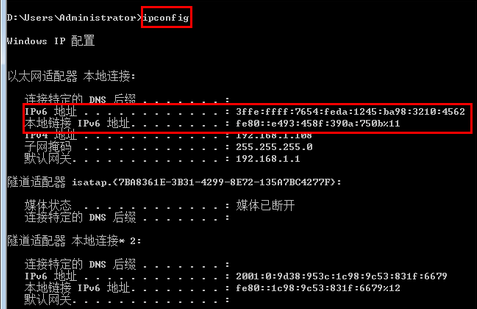 D:\Users\Administrator>ipconfig
Windows IP 配置
以太网适配器 本地连接:
连接特定的 DNS 后缀 . . . . . . . :
IPv6 地址 . . . . . . . . . . . . : 3ffe:ffff:7654:feda:1245:ba98:3210:4562
本地链接 IPv6 地址. . . . . . . . : fe80::e493:458f:390a:750b%11
IPv4 地址 . . . . . . . . . . . . : 192.168.1.108
子网掩码 . . . . . . . . . . . . : 255.255.255.0
默认网关. . . . . . . . . . . . . : 192.168.1.1
隧道适配器 isatap.{7BA8361E-3B31-4299-8E72-135A7BC4277F}:
媒体状态 . . . . . . . . . . . . : 媒体已断开
连接特定的 DNS 后缀 . . . . . . . :
隧道适配器 本地连接* 2:
连接特定的 DNS 后缀 . . . . . . . :
IPv6 地址 . . . . . . . . . . . . : 2001:0:9d38:953c:1c98:9c53:831f:6679
本地链接 IPv6 地址. . . . . . . . : fe80::1c98:9c53:831f:6679%12
默认网关. . . . . . . . . . . . . :